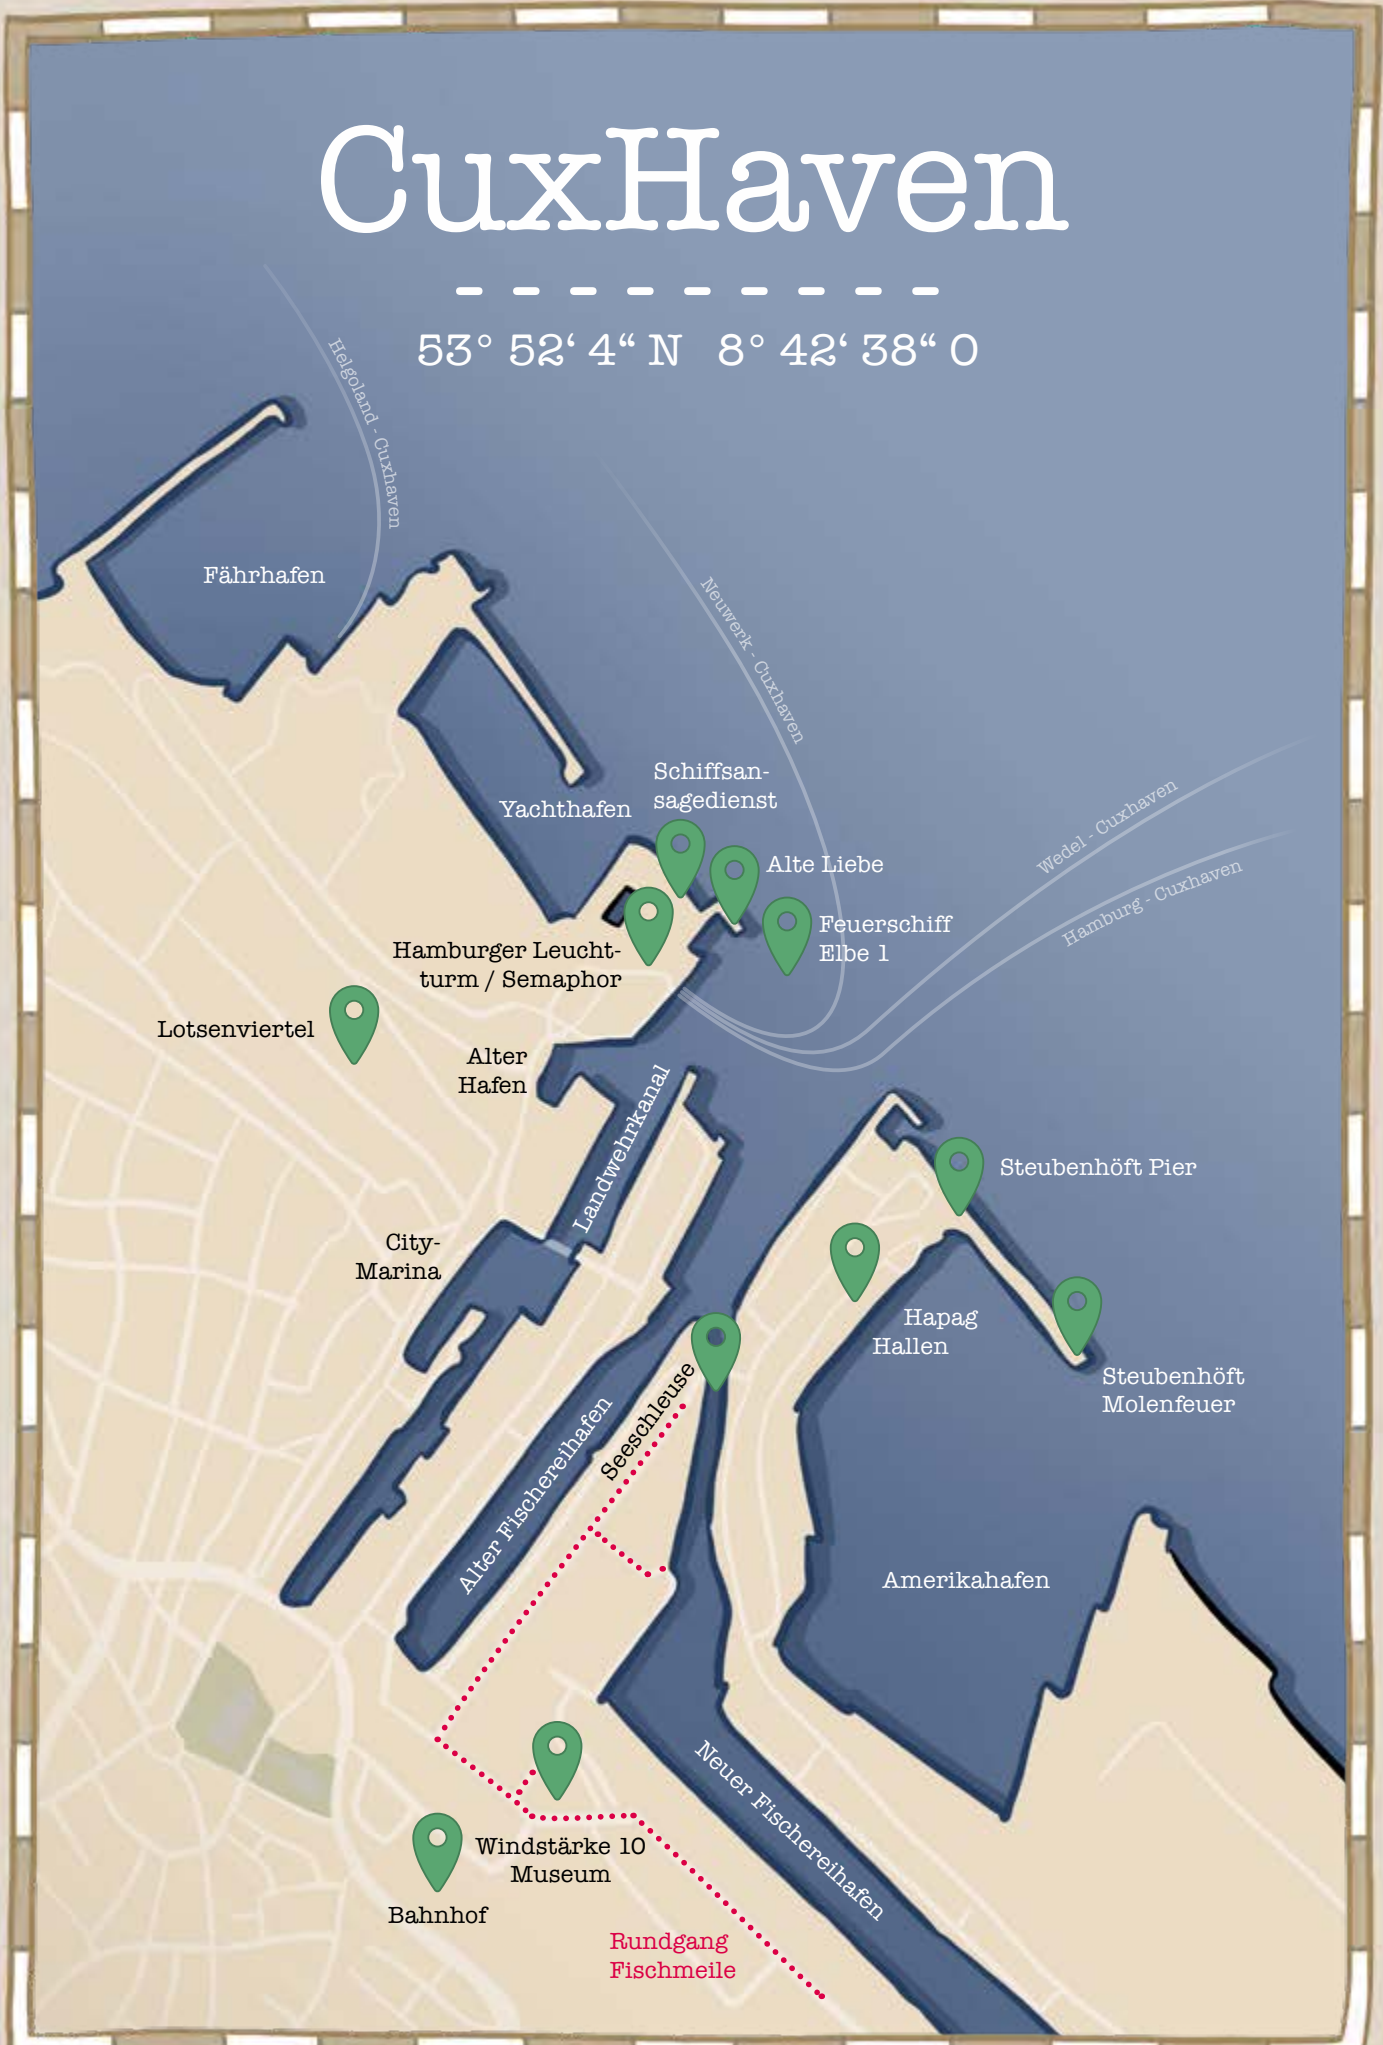 CuxHaven
53° 52‘ 4“ N 8° 42‘ 38“ O
Helgoland - Cuxhaven
Fährhafen
Neuwerk - Cuxhaven
Schiffsan-
sagedienst
Yachthafen
Wedel - Cuxhaven
Alte Liebe
Hamburg - Cuxhaven
Feuerschiff
Elbe 1
Hamburger Leucht-
turm / Semaphor
Lotsenviertel
Alter
Hafen
Landwehrkanal
Steubenhöft Pier
City-
Marina
Hapag
Hallen
Steubenhöft
Molenfeuer
Seeschleuse
Alter Fischereihafen
Amerikahafen
Neuer Fischereihafen
Windstärke 10
Museum
Bahnhof
Rundgang
Fischmeile